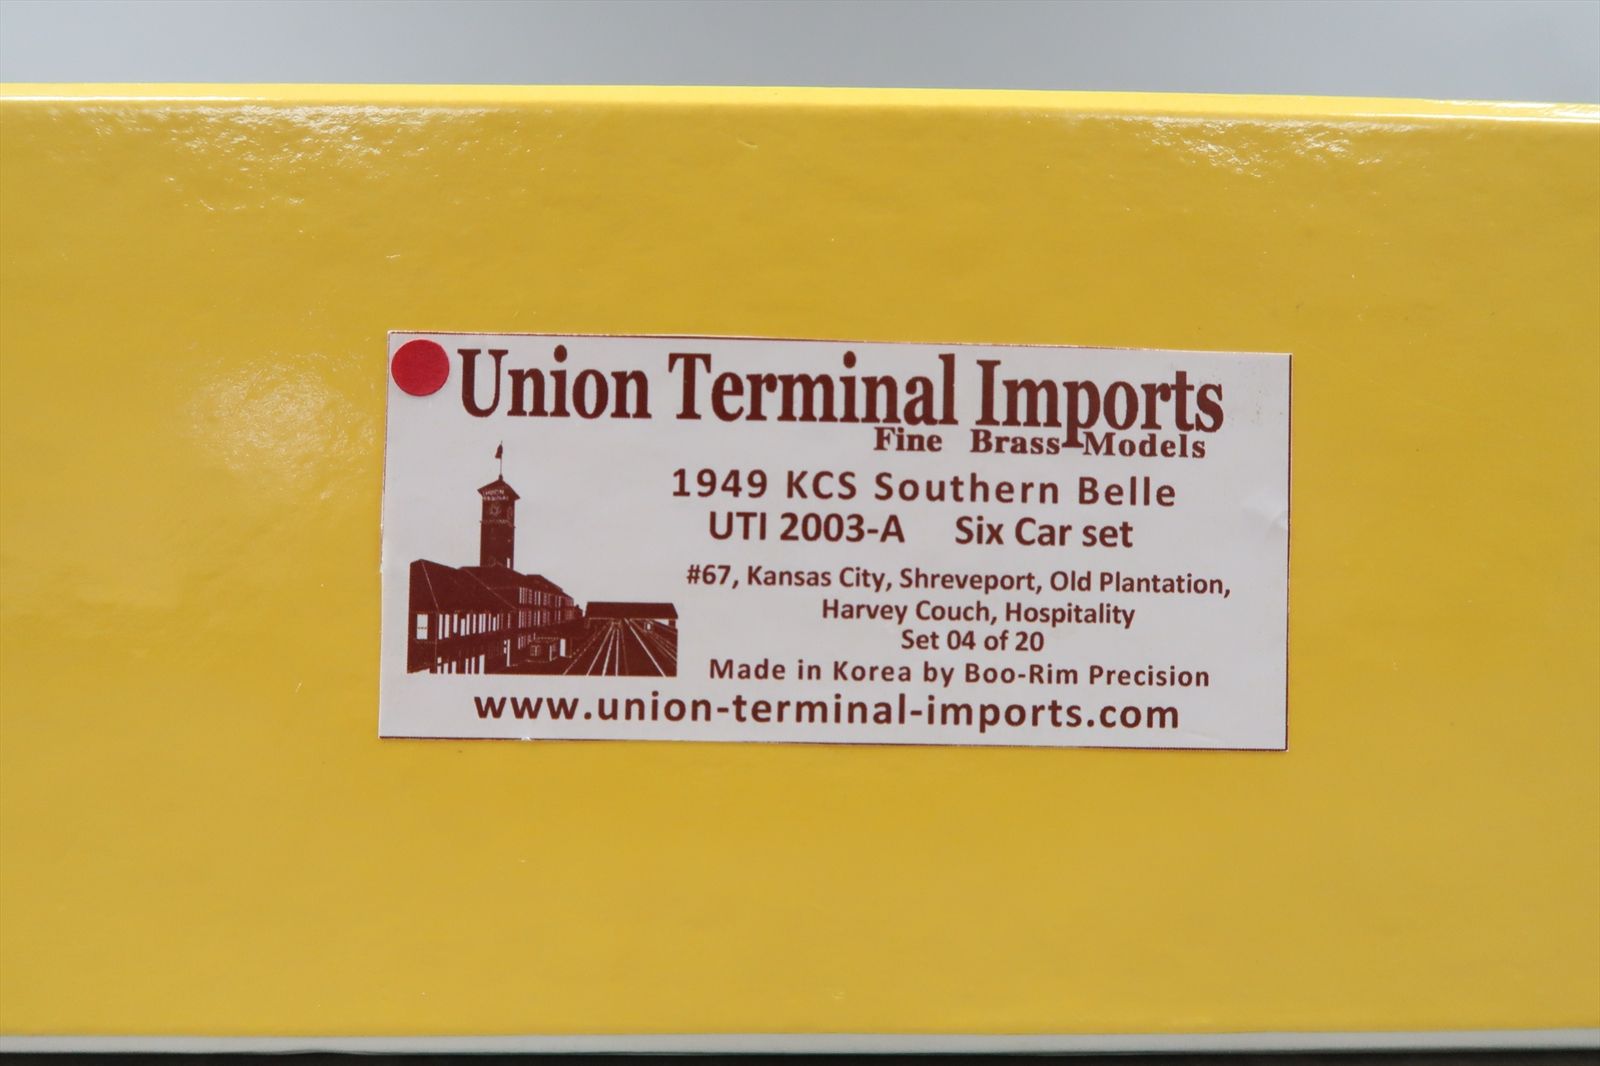 Union Terminal Imports
Fine Brass Models
1949 KCS Southern Belle
UTI 2003-A Six Car set
#67, Kansas City, Shreveport, Old Plantation,
Harvey Couch, Hospitality
Set 04 of 20
Made in Korea by Boo-Rim Precision
www.union-terminal-imports.com